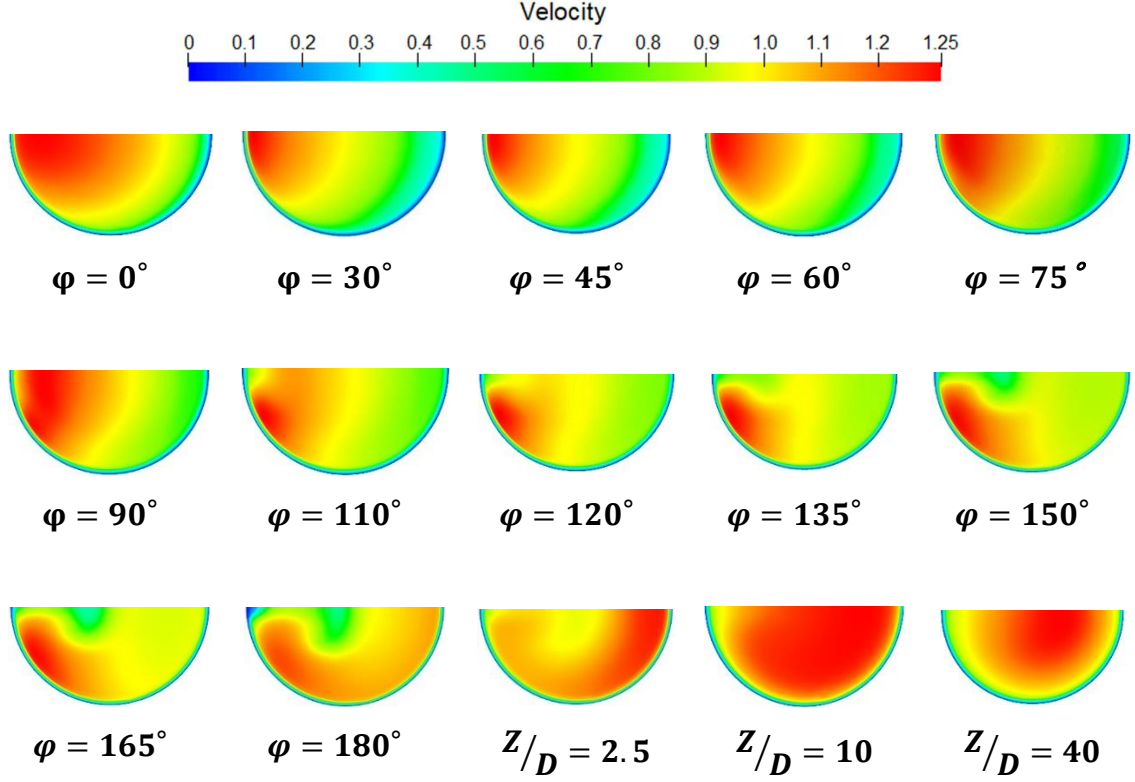 Velocity
0 0.1 0.2 0.3 0.4 0.5 0.6 0.7 0.8 0.9 1.0 1.1 1.2 1.25
φ = 0° φ = 30° φ = 45° φ = 60° φ = 75°
φ = 90° φ = 110° φ = 120° φ = 135° φ = 150°
φ = 165° φ = 180° Z/D = 2.5 Z/D = 10 Z/D = 40